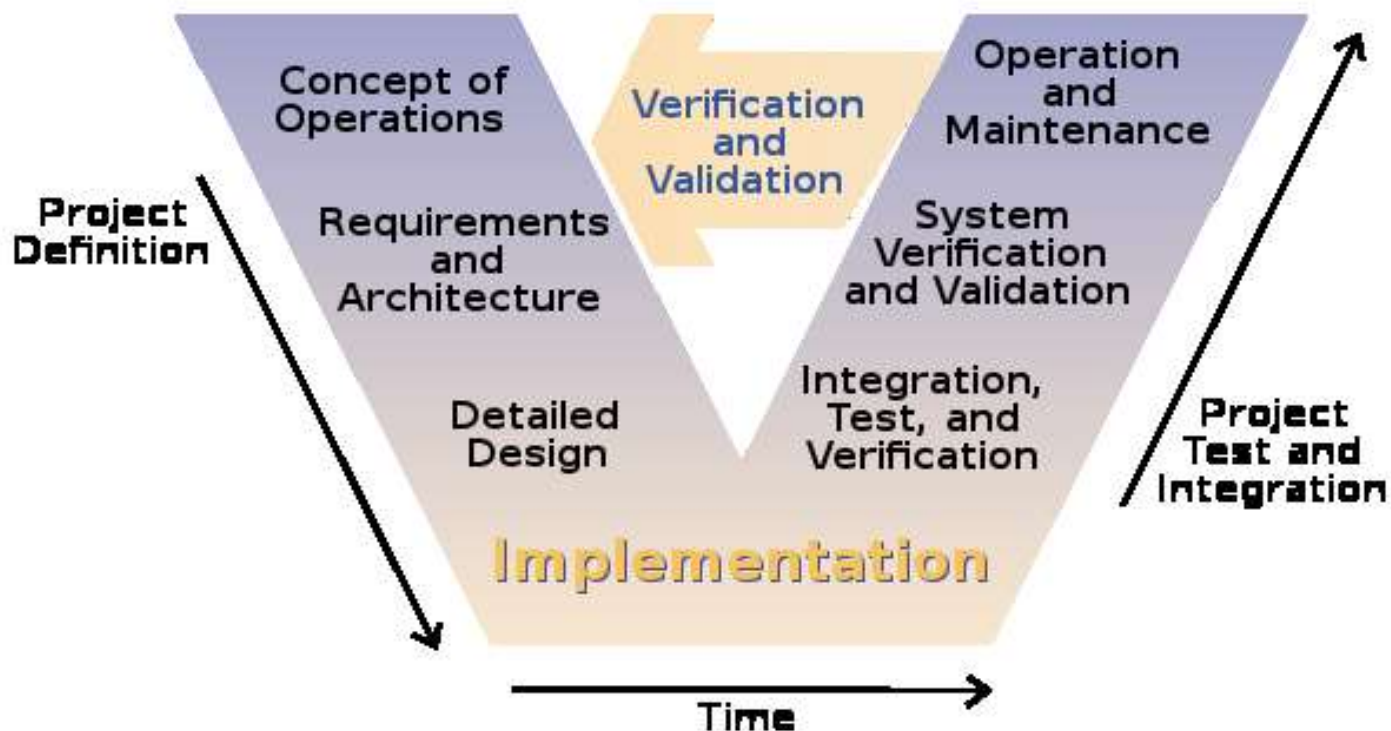 Concept of
Operations
Verification
and
Validation
Operation
and
Maintenance
Project
Definition
Requirements
and
Architecture
System
Verification
and Validation
Detailed
Design
Integration,
Test, and
Verification
Project
Test and
Integration
Implementation
Time